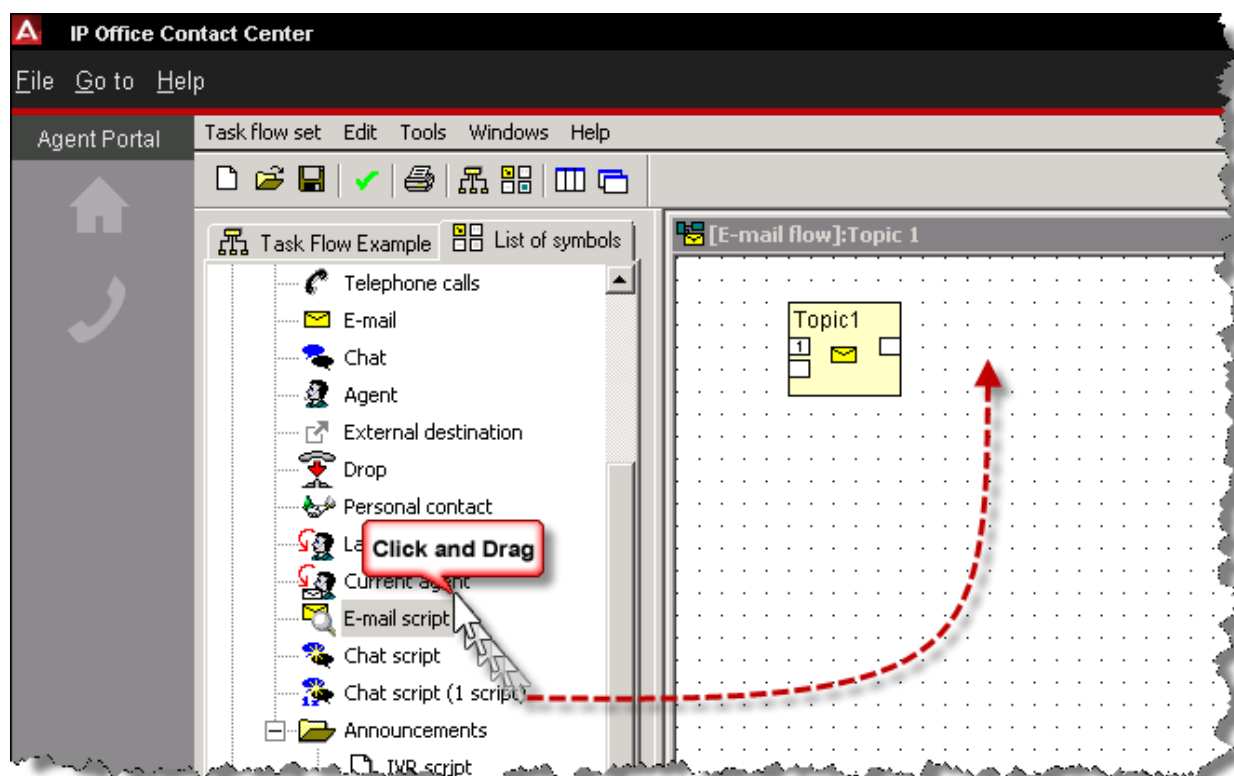 IP Office Contact Center
File Go to Help
Agent Portal
Task flow set Edit Tools Windows Help
Task Flow Example
List of symbols
[E-mail flow]:Topic 1
Telephone calls
E-mail
Chat
Agent
External destination
Drop
Personal contact
La
Click and Drag
Current agent
E-mail script
Chat script
Chat script (1 script)
Announcements
IVR script
Topic1
1